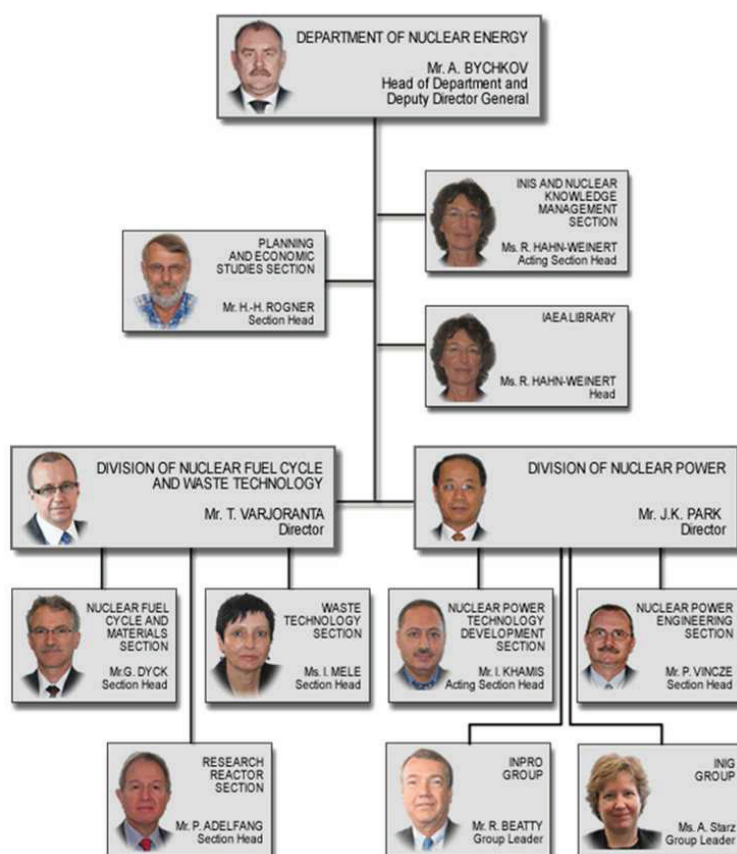 DEPARTMENT OF NUCLEAR ENERGY
Mr. A. BYCHKOV
Head of Department and
Deputy Director General
INIS AND NUCLEAR
KNOWLEDGE
MANAGEMENT
SECTION
Ms. R. HAHN-WEINERT
Acting Section Head
PLANNING
AND ECONOMIC
STUDIES SECTION
Mr. H.-H. ROGNER
Section Head
IAEA LIBRARY
Ms. R. HAHN-WEINERT
Head
DIVISION OF NUCLEAR FUEL CYCLE
AND WASTE TECHNOLOGY
Mr. T. VARJORANTA
Director
DIVISION OF NUCLEAR POWER
Mr. J.K. PARK
Director
NUCLEAR FUEL
CYCLE AND
MATERIALS
SECTION
Mr.G. DYCK
Section Head
WASTE
TECHNOLOGY
SECTION
Ms. I. MELE
Section Head
NUCLEAR POWER
TECHNOLOGY
DEVELOPMENT
SECTION
Mr. I. KHAMIS
Acting Section Head
NUCLEAR POWER
ENGINEERING
SECTION
Mr. P. VINCZE
Section Head
RESEARCH
REACTOR
SECTION
Mr. P. ADELFANG
Section Head
INPRO
GROUP
Mr. R. BEATTY
Group Leader
INIG
GROUP
Ms. A. Starz
Group Leader